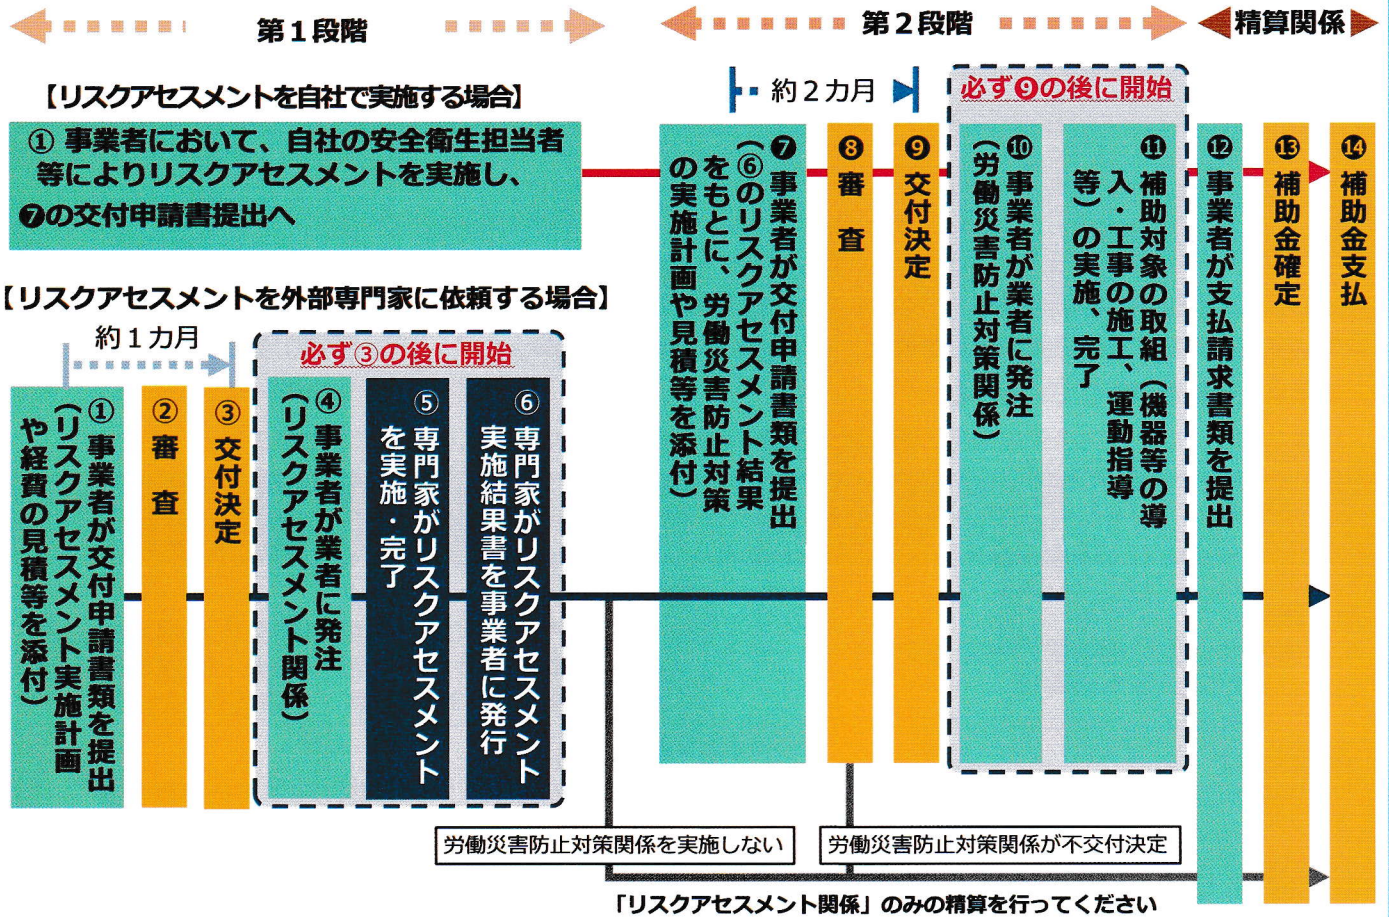 第１段階
第２段階
精算関係
【リスクアセスメントを自社で実施する場合】
① 事業者において、自社の安全衛生担当者
等によりリスクアセスメントを実施し、
❼の交付申請書提出へ
【リスクアセスメントを外部専門家に依頼する場合】
約１カ月
① 事業者が交付申請書類を提出
（リスクアセスメント実施計画
や経費の見積等を添付）
② 審　査
③ 交付決定
必ず③の後に開始
④ 事業者が業者に発注
（リスクアセスメント関係）
⑤ 専門家がリスクアセスメント
を実施・完了
⑥ 専門家がリスクアセスメント
実施結果書を事業者に発行
約２カ月
❼ 事業者が交付申請書類を提出
（⑥のリスクアセスメント結果
をもとに、労働災害防止対策
の実施計画や見積等を添付）
❽ 審　査
❾ 交付決定
必ず❾の後に開始
❿ 事業者が業者に発注
（労働災害防止対策関係）
⓫ 補助対象の取組（機器等の導
入・工事の施工、運動指導
等）の実施、完了
⓬ 事業者が支払請求書類を提出
⓭ 補助金確定
⓮ 補助金支払
労働災害防止対策関係を実施しない
労働災害防止対策関係が不交付決定
「リスクアセスメント関係」のみの精算を行ってください